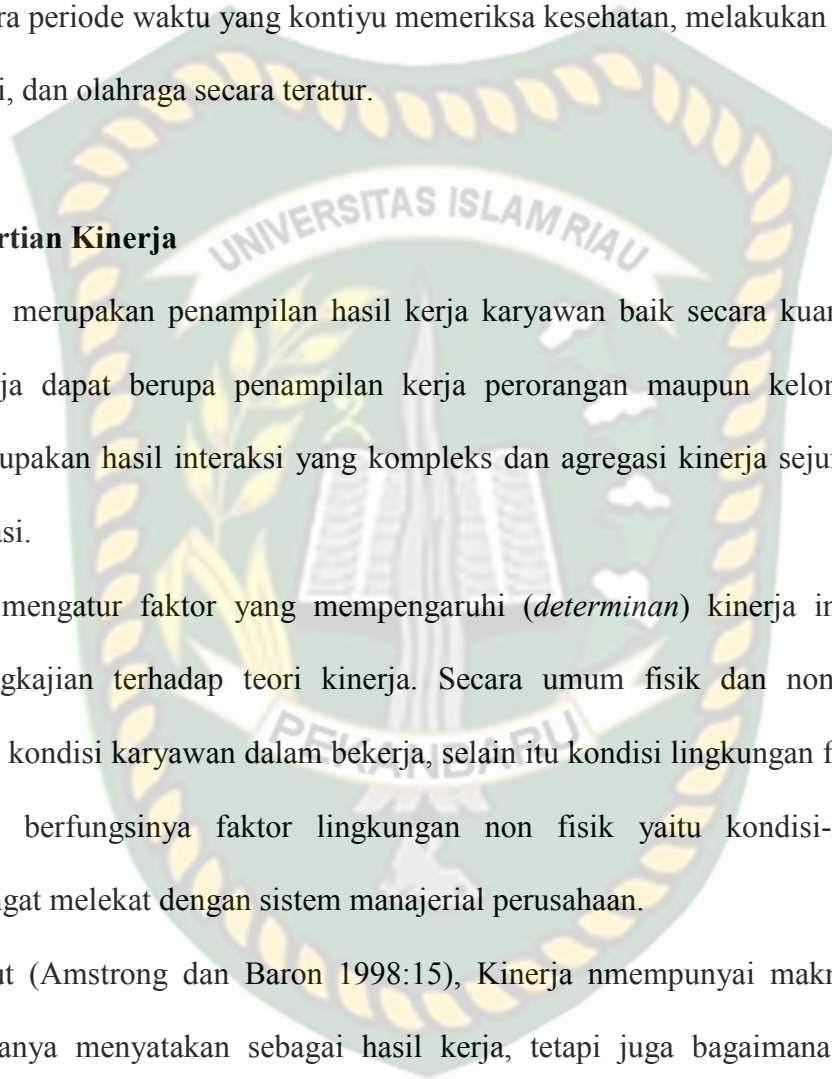 ra periode waktu yang kontiyu memeriksa kesehatan, melakukan
i, dan olahraga secara teratur.
UNIVERSITAS ISLAM RIAU
rtian Kinerja
merupakan penampilan hasil kerja karyawan baik secara kuan
ja dapat berupa penampilan kerja perorangan maupun kelom
upakan hasil interaksi yang kompleks dan agregasi kinerja seju
asi.
mengatur faktor yang mempengaruhi (determinan) kinerja in
gkajian terhadap teori kinerja. Secara umum fisik dan non
PEKANBARU
kondisi karyawan dalam bekerja, selain itu kondisi lingkungan f
berfungsinya faktor lingkungan non fisik yaitu kondisi-
ngat melekat dengan sistem manajerial perusahaan.
ut (Amstrong dan Baron 1998:15), Kinerja nmempunyai makn
anya menyatakan sebagai hasil kerja, tetapi juga bagaimana